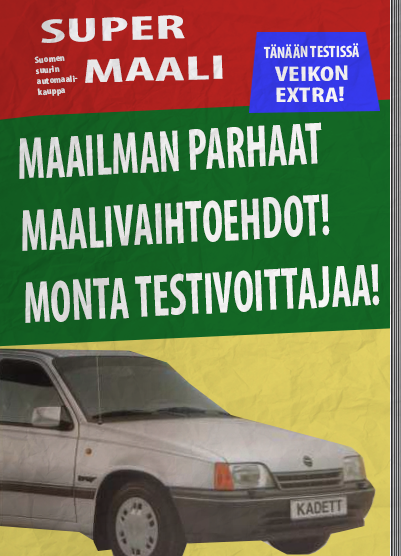 SUPER
MAALI
Suomen
suurin
automaali-
kauppa
TÄNÄÄN TESTISSÄ
VEIKON
EXTRA!
MAAILMAN PARHAAT
MAALIVAIHTOEHDOT!
MONTA TESTIVOITTAJAA!
KADETT